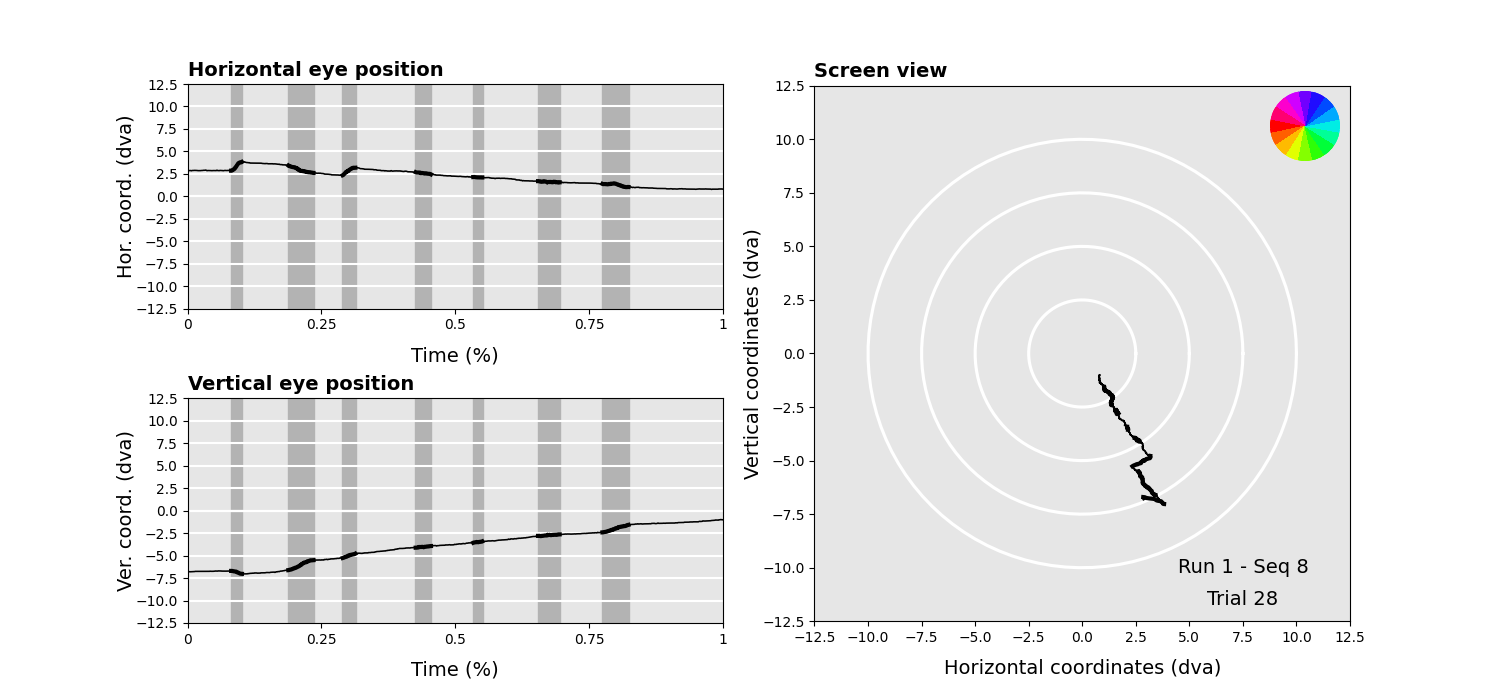 Horizontal eye position
Hor. coord. (dva)
12.5
10.0
7.5
5.0
2.5
0.0
−2.5
−5.0
−7.5
−10.0
−12.5
0 0.25 0.5 0.75 1
Time (%)
Vertical eye position
Ver. coord. (dva)
12.5
10.0
7.5
5.0
2.5
0.0
−2.5
−5.0
−7.5
−10.0
−12.5
0 0.25 0.5 0.75 1
Time (%)
Screen view
Vertical coordinates (dva)
12.5
10.0
7.5
5.0
2.5
0.0
−2.5
−5.0
−7.5
−10.0
−12.5
Run 1 - Seq 8
Trial 28
−12.5 −10.0 −7.5 −5.0 −2.5 0.0 2.5 5.0 7.5 10.0 12.5
Horizontal coordinates (dva)